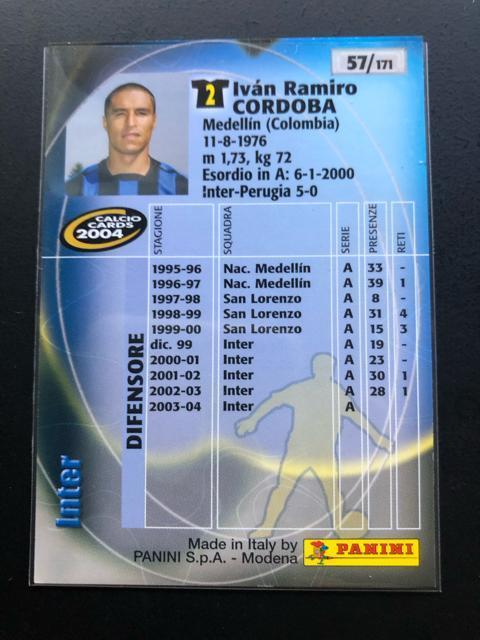 57/171
2
Iván Ramiro
CORDOBA
Medellín (Colombia)
11-8-1976
m 1,73, kg 72
Esordio in A: 6-1-2000
Inter-Perugia 5-0
CALCIO
CARDS
2004
STAGIONE SQUADRA SERIE PRESENZE RETI
1995-96 Nac. Medellín A 33 -
1996-97 Nac. Medellín A 39 1
1997-98 San Lorenzo A 8 -
1998-99 San Lorenzo A 31 4
1999-00 San Lorenzo A 15 3
dic. 99 Inter A 19 -
2000-01 Inter A 23 -
2001-02 Inter A 30 1
2002-03 Inter A 28 1
2003-04 Inter A
DIFENSORE
Inter
Made in Italy by
PANINI S.p.A. - Modena
PANINI